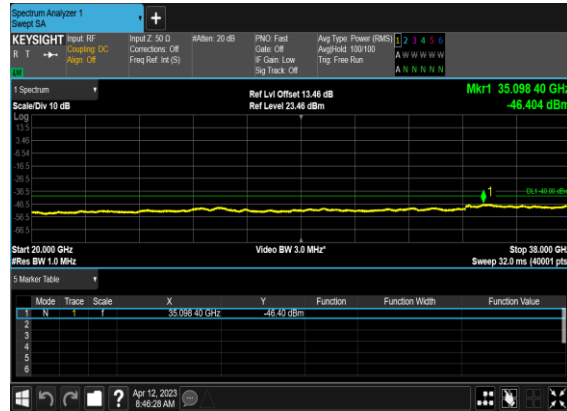 Spectrum Analyzer 1
Swept SA
+
KEYSIGHT Input: RF Input Z: 50 Ω #Atten: 20 dB PNO: Fast Avg Type: Power (RMS) 1 2 3 4 5 6
R T Coupling: DC Corrections: Off Gate: Off Avg|Hold: 100/100 A W W W W W
Align: Off Freq Ref: Int (S) IF Gain: Low Trig: Free Run
Sig Track: Off A N N N N N
1 Spectrum
Ref Lvl Offset 13.46 dB Mkr1 35.098 40 GHz
Scale/Div 10 dB Ref Level 23.46 dBm -46.404 dBm
Log
13.5
3.46
-6.54
-16.5
-26.5
-36.5
-46.5
-56.5
-66.5
1
DL1 -40.00 dBm
Start 20.000 GHz Video BW 3.0 MHz* Stop 38.000 GHz
#Res BW 1.0 MHz Sweep 32.0 ms (40001 pts)
5 Marker Table
Mode Trace Scale X Y Function Function Width Function Value
1 N 1 f 35.098 40 GHz -46.40 dBm
2
3
4
5
6
? Apr 12, 2023
8:46:28 AM